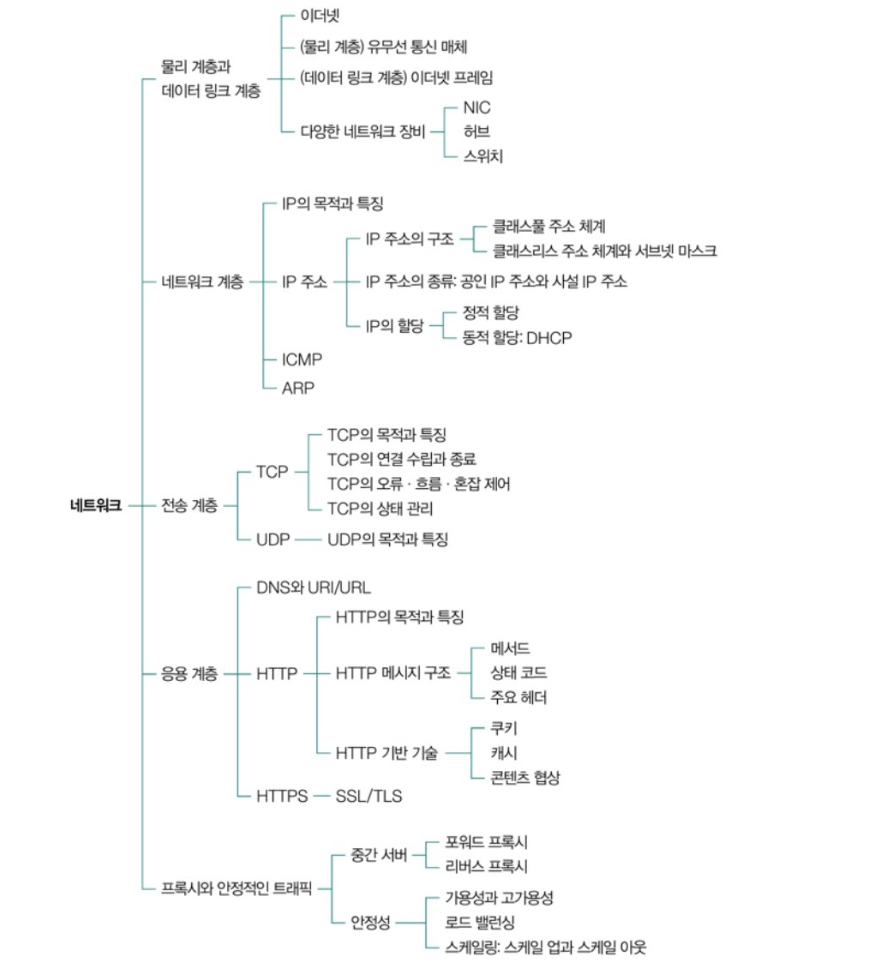 이더넷
(물리 계층) 유무선 통신 매체
물리 계층과
데이터 링크 계층
(데이터 링크 계층) 이더넷 프레임
다양한 네트워크 장비
NIC
허브
스위치
네트워크 계층
IP의 목적과 특징
IP 주소
IP 주소의 구조
클래스풀 주소 체계
클래스리스 주소 체계와 서브넷 마스크
IP 주소의 종류: 공인 IP 주소와 사설 IP 주소
IP의 할당
정적 할당
동적 할당: DHCP
ICMP
ARP
네트워크
전송 계층
TCP
TCP의 목적과 특징
TCP의 연결 수립과 종료
TCP의 오류 · 흐름 · 혼잡 제어
TCP의 상태 관리
UDP
UDP의 목적과 특징
응용 계층
DNS와 URI/URL
HTTP
HTTP의 목적과 특징
HTTP 메시지 구조
메서드
상태 코드
주요 헤더
HTTP 기반 기술
쿠키
캐시
콘텐츠 협상
HTTPS
SSL/TLS
프록시와 안정적인 트래픽
중간 서버
포워드 프록시
리버스 프록시
안정성
가용성과 고가용성
로드 밸런싱
스케일링: 스케일 업과 스케일 아웃